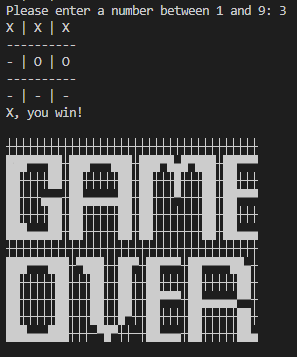 Please enter a number between 1 and 9: 3
X | X | X
----------
- | O | O
----------
- | - | -
X, you win!
GAME
OVER